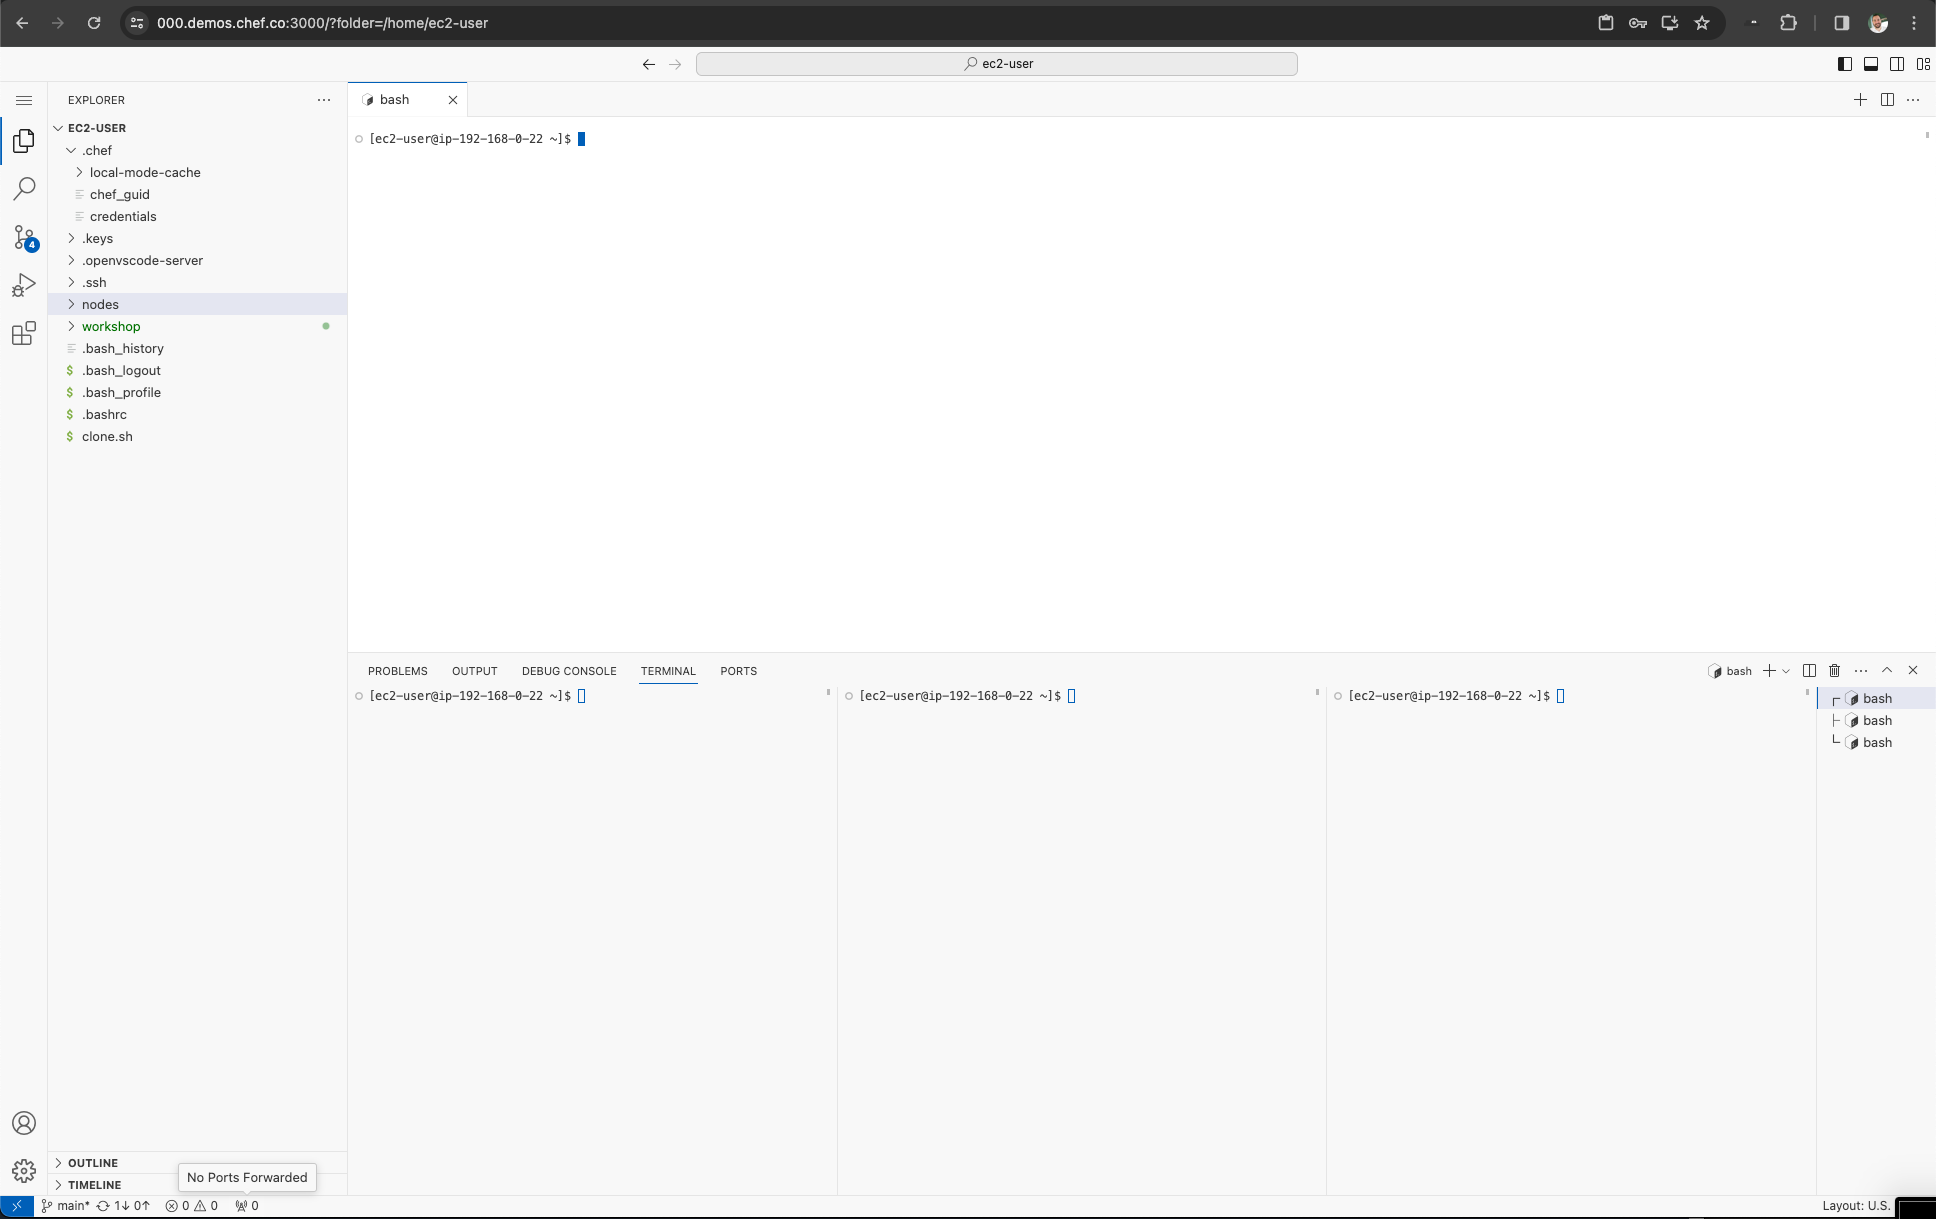 000.demos.chef.co:3000/?folder=/home/ec2-user
ec2-user
EXPLORER
EC2-USER
.chef
local-mode-cache
chef_guid
credentials
.keys
.openvscode-server
.ssh
nodes
workshop
.bash_history
$ .bash_logout
$ .bash_profile
$ .bashrc
$ clone.sh
4
bash
[ec2-user@ip-192-168-0-22 ~]$
PROBLEMS OUTPUT DEBUG CONSOLE TERMINAL PORTS
bash
[ec2-user@ip-192-168-0-22 ~]$
[ec2-user@ip-192-168-0-22 ~]$
[ec2-user@ip-192-168-0-22 ~]$
bash
bash
bash
OUTLINE
TIMELINE
No Ports Forwarded
main* 1↓ 0↑ 0 0 0
Layout: U.S.